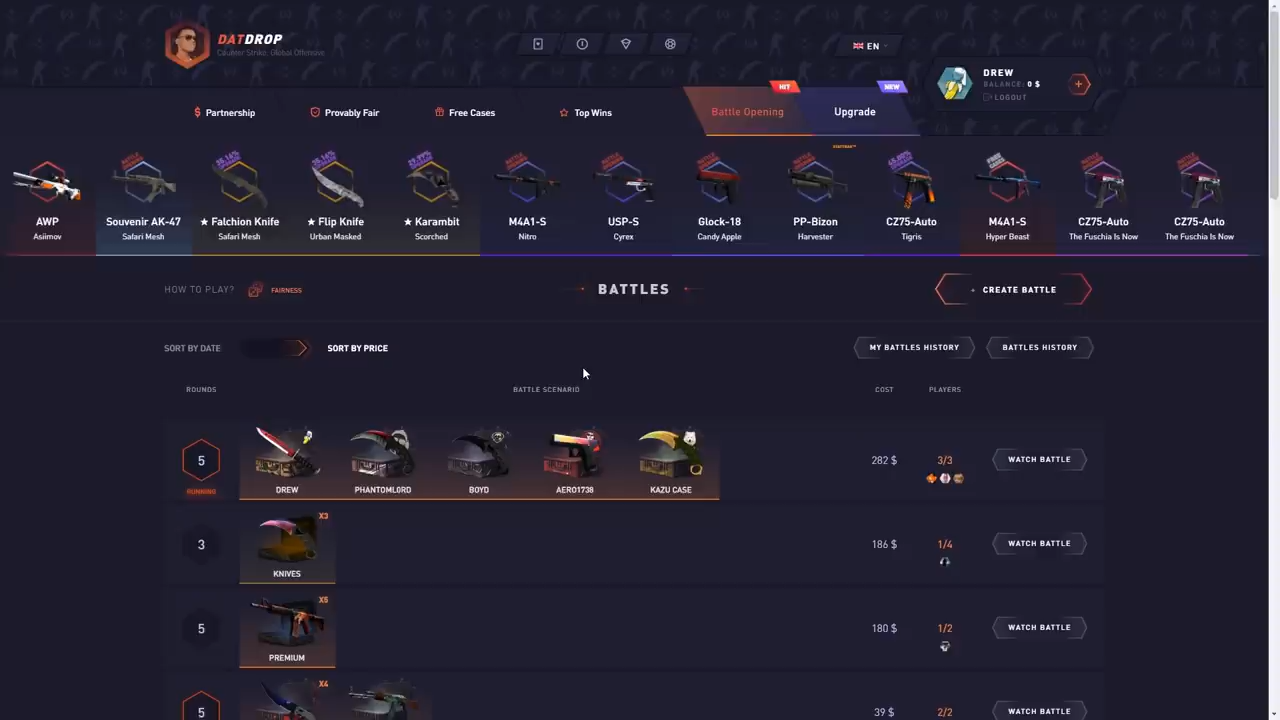 DATDROP
Counter Strike: Global Offensive
EN
DREW
BALANCE: 0 $
LOGOUT
Partnership
Provably Fair
Free Cases
Top Wins
HIT
Battle Opening
NEW
Upgrade
AWP
Asiimov
Souvenir AK-47
Safari Mesh
★ Falchion Knife
Safari Mesh
★ Flip Knife
Urban Masked
★ Karambit
Scorched
M4A1-S
Nitro
USP-S
Cyrex
Glock-18
Candy Apple
STATTRAK™
PP-Bizon
Harvester
CZ75-Auto
Tigris
FREE CASES
M4A1-S
Hyper Beast
CZ75-Auto
The Fuschia Is Now
CZ75-Auto
The Fuschia Is Now
HOW TO PLAY?
FAIRNESS
BATTLES
+ CREATE BATTLE
SORT BY DATE
SORT BY PRICE
MY BATTLES HISTORY
BATTLES HISTORY
ROUNDS
BATTLE SCENARIO
COST
PLAYERS
5
RUNNING
DREW
PHANTOML0RD
BOYD
AERO1738
KAZU CASE
282 $
3/3
WATCH BATTLE
3
X3
KNIVES
186 $
1/4
WATCH BATTLE
5
X5
PREMIUM
180 $
1/2
WATCH BATTLE
5
X4
39 $
2/2
WATCH BATTLE